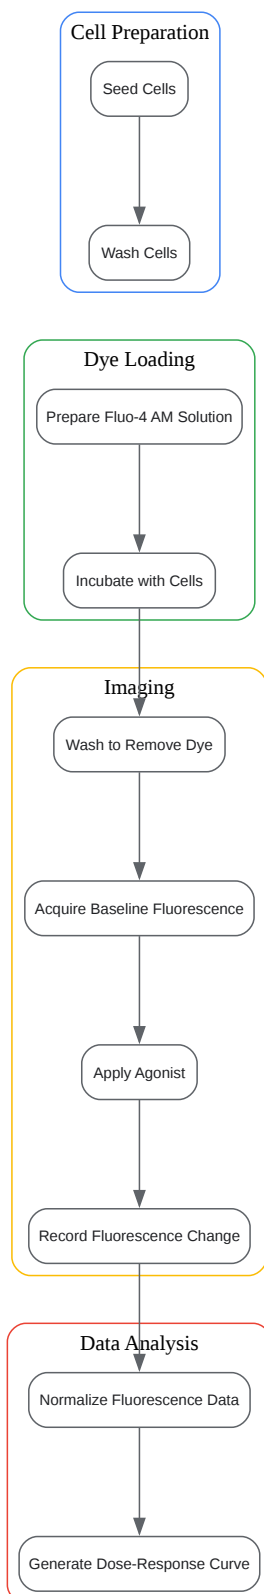 Cell Preparation
Seed Cells
Wash Cells
Dye Loading
Prepare Fluo-4 AM Solution
Incubate with Cells
Imaging
Wash to Remove Dye
Acquire Baseline Fluorescence
Apply Agonist
Record Fluorescence Change
Data Analysis
Normalize Fluorescence Data
Generate Dose-Response Curve